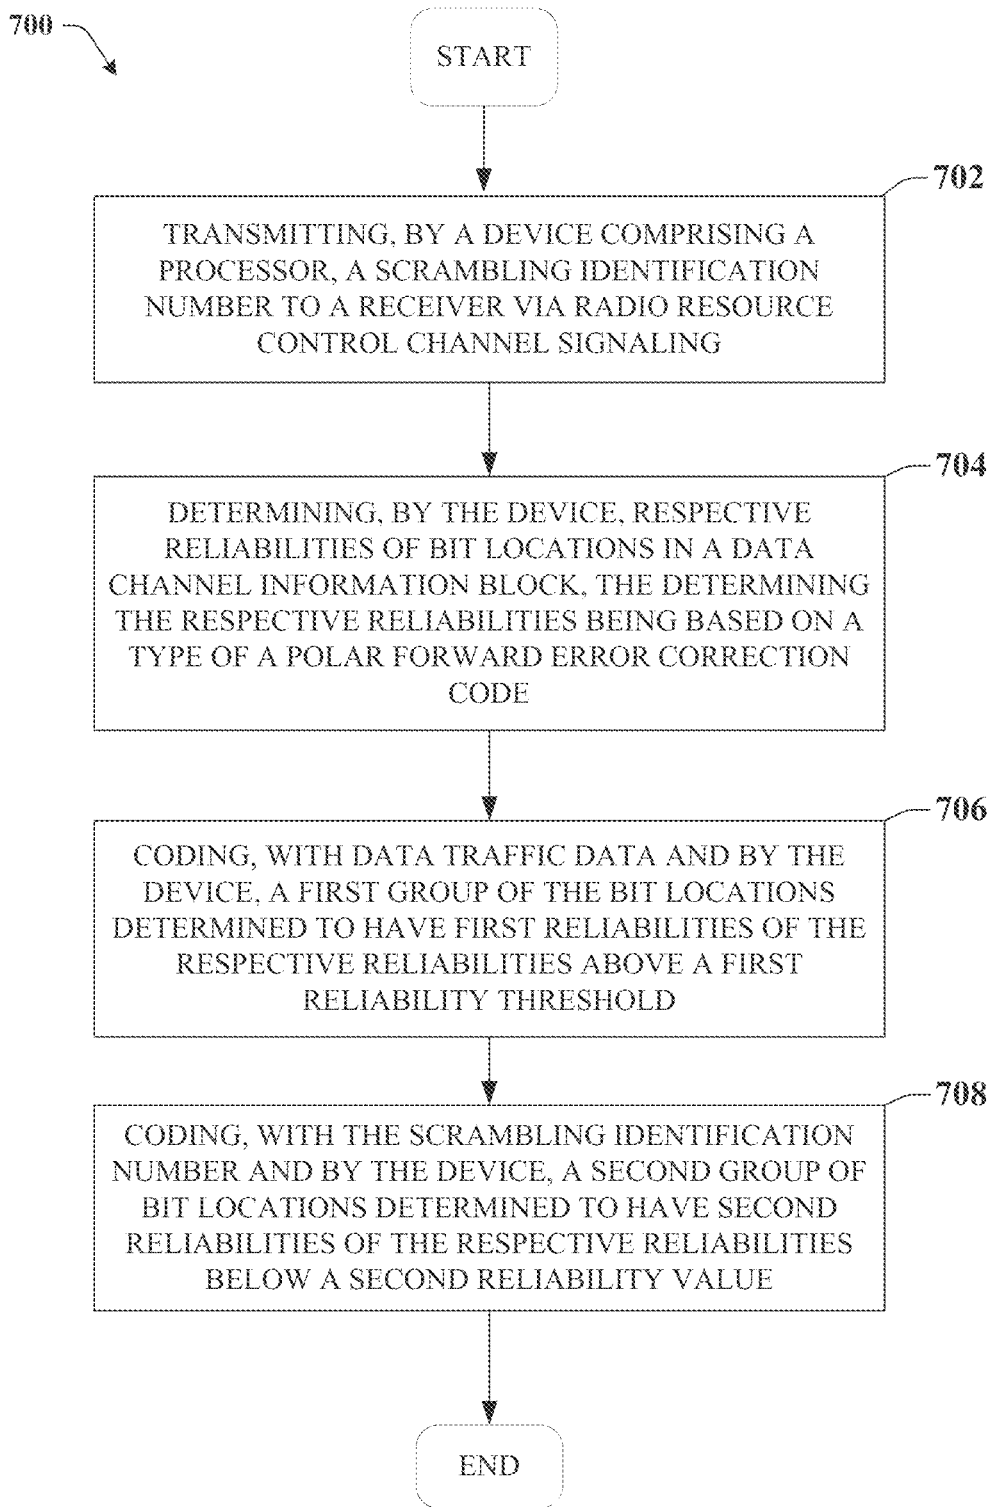 700
START
702
TRANSMITTING, BY A DEVICE COMPRISING A
PROCESSOR, A SCRAMBLING IDENTIFICATION
NUMBER TO A RECEIVER VIA RADIO RESOURCE
CONTROL CHANNEL SIGNALING
704
DETERMINING, BY THE DEVICE, RESPECTIVE
RELIABILITIES OF BIT LOCATIONS IN A DATA
CHANNEL INFORMATION BLOCK, THE DETERMINING
THE RESPECTIVE RELIABILITIES BEING BASED ON A
TYPE OF A POLAR FORWARD ERROR CORRECTION
CODE
706
CODING, WITH DATA TRAFFIC DATA AND BY THE
DEVICE, A FIRST GROUP OF THE BIT LOCATIONS
DETERMINED TO HAVE FIRST RELIABILITIES OF THE
RESPECTIVE RELIABILITIES ABOVE A FIRST
RELIABILITY THRESHOLD
708
CODING, WITH THE SCRAMBLING IDENTIFICATION
NUMBER AND BY THE DEVICE, A SECOND GROUP OF
BIT LOCATIONS DETERMINED TO HAVE SECOND
RELIABILITIES OF THE RESPECTIVE RELIABILITIES
BELOW A SECOND RELIABILITY VALUE
END